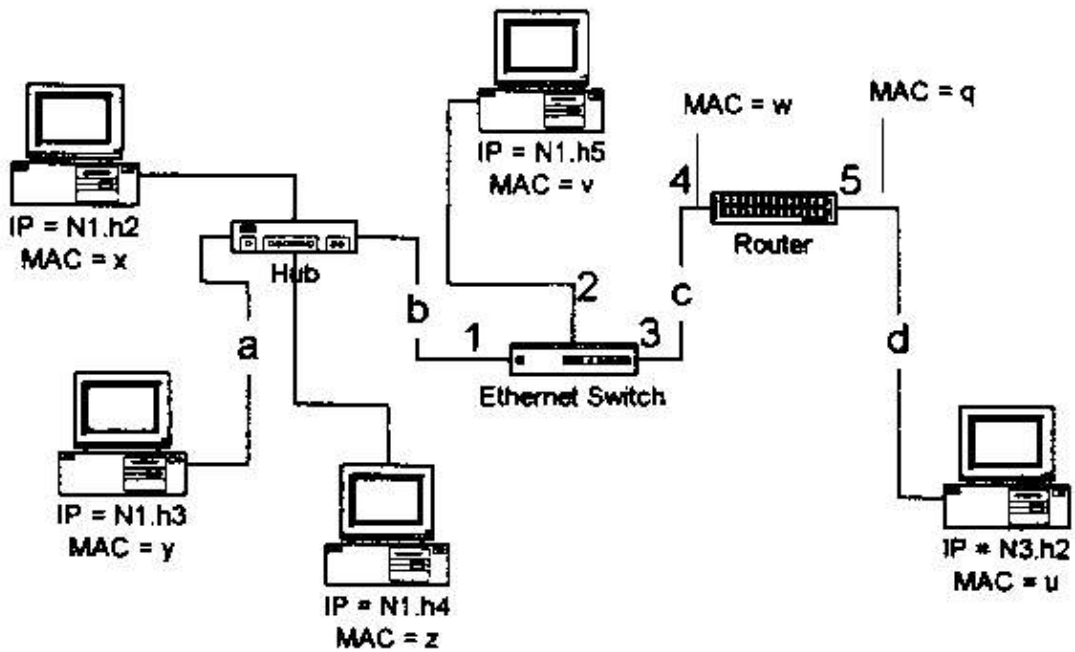 IP = N1.h2
MAC = x
Hub
a
IP = N1.h3
MAC = y
IP = N1.h4
MAC = z
b
IP = N1.h5
MAC = v
1
2
3
Ethernet Switch
c
MAC = w
4
Router
5
MAC = q
d
IP = N3.h2
MAC = u